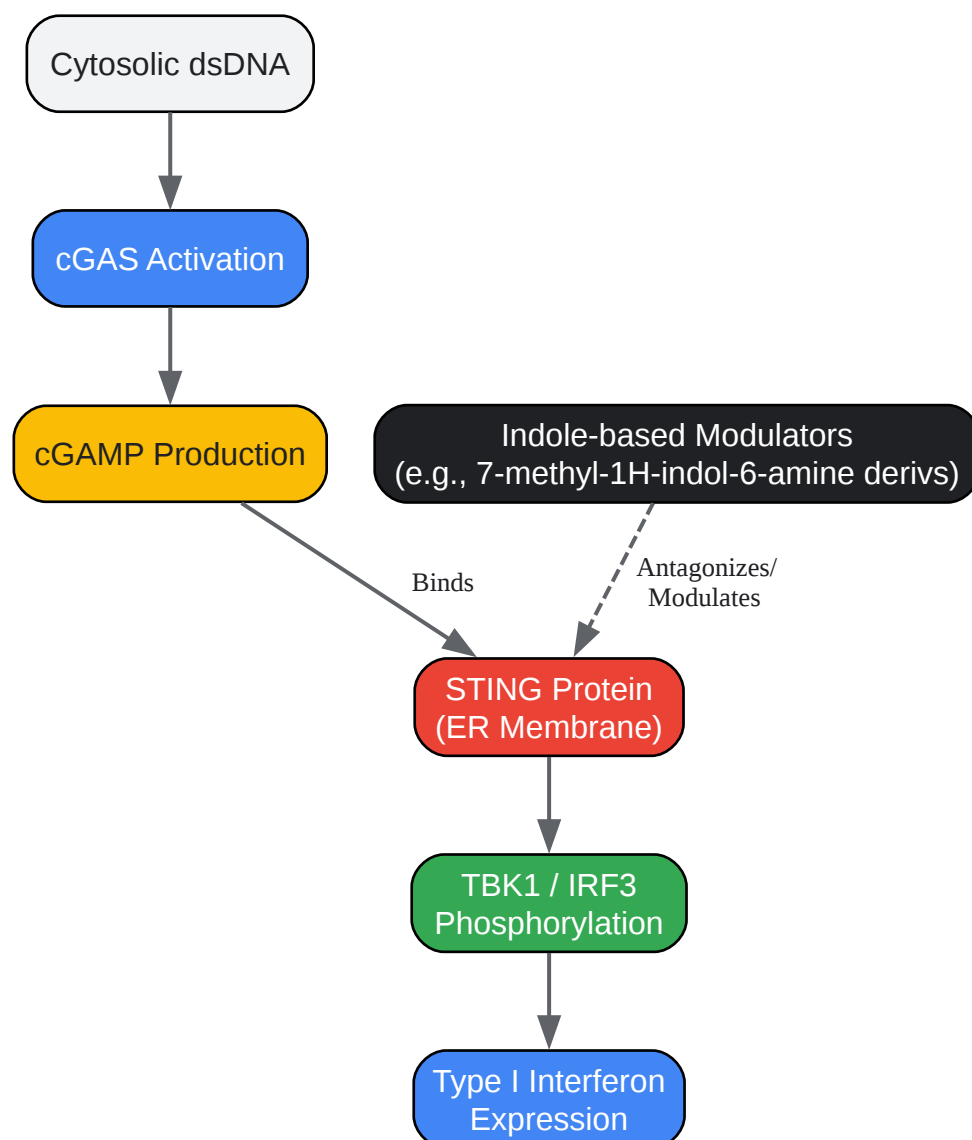 Cytosolic dsDNA
cGAS Activation
cGAMP Production
Indole-based Modulators
(e.g., 7-methyl-1H-indol-6-amine derivs)
Binds
Antagonizes/
Modulates
STING Protein
(ER Membrane)
TBK1 / IRF3
Phosphorylation
Type I Interferon
Expression